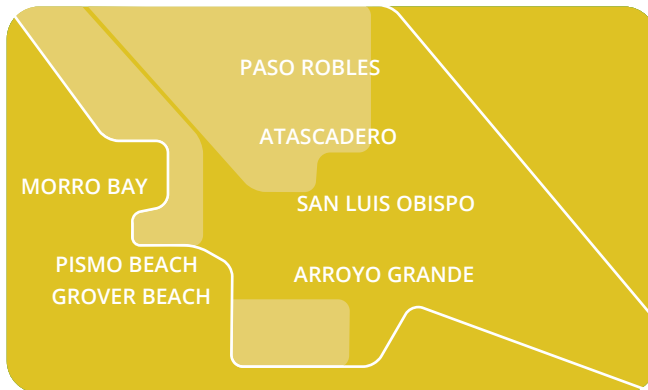 PASO ROBLES
ATASCADERO
MORRO BAY
SAN LUIS OBISPO
PISMO BEACH
ARROYO GRANDE
GROVER BEACH